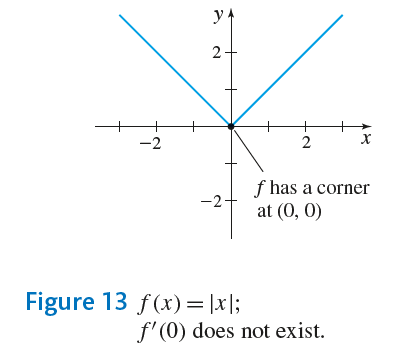 y
2
−2
2
x
f has a corner
−2
at (0, 0)
Figure 13 f(x) = |x|;
f′(0) does not exist.